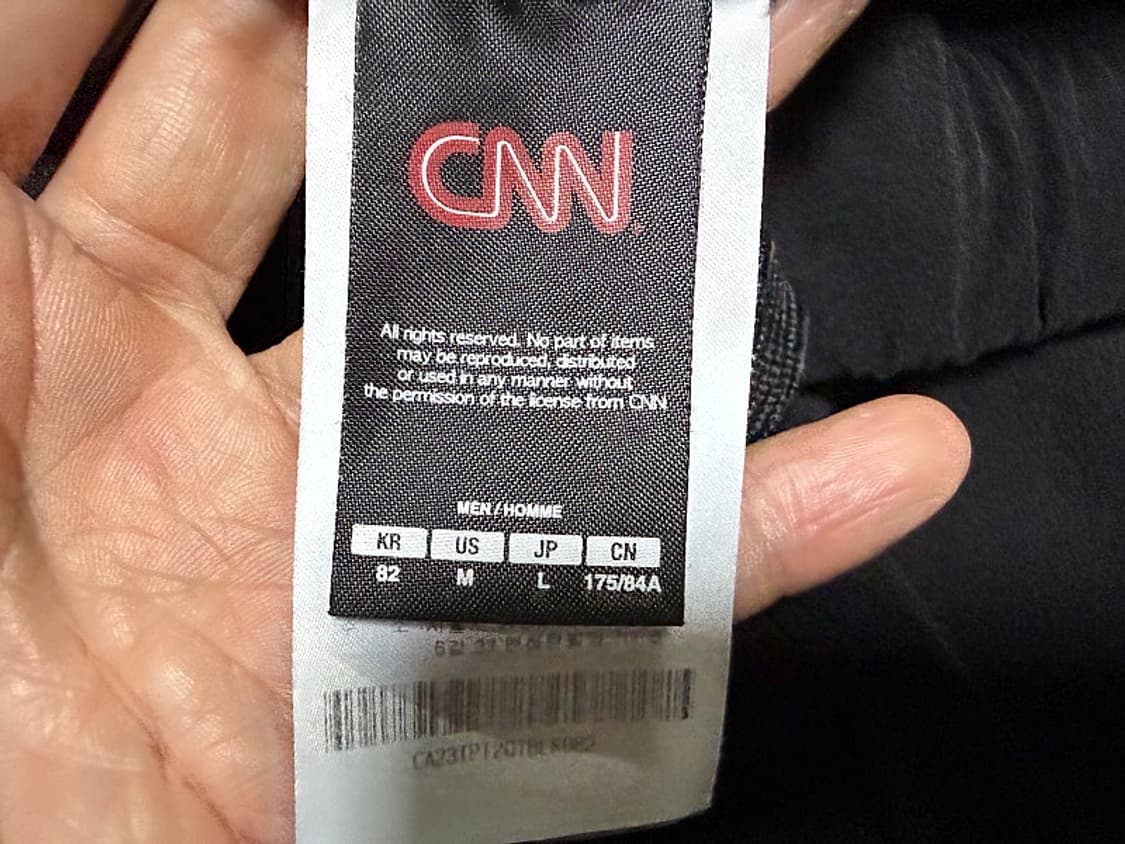 CNN
All rights reserved. No part of items
may be reproduced, distributed
or used in any manner without
the permission of the license from CNN
MEN / HOMME
KR US JP CN
82 M L 175/84A